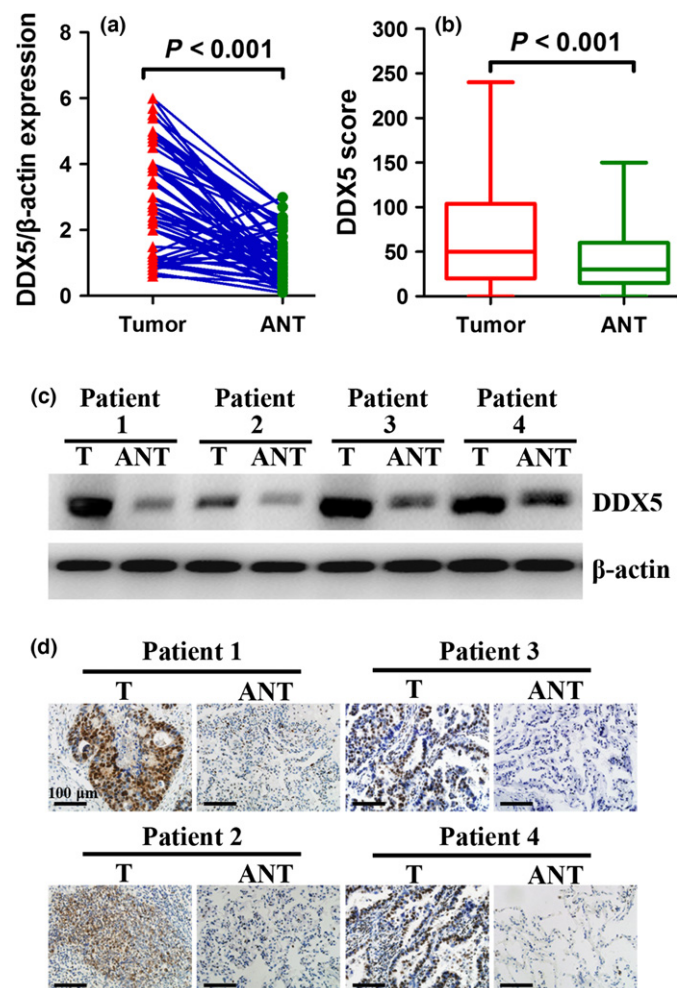 (a)
P < 0.001
DDX5/β-actin expression
6
4
2
0
Tumor ANT
(b)
P < 0.001
DDX5 score
300
250
200
150
100
50
0
Tumor ANT
(c)
Patient 1 Patient 2 Patient 3 Patient 4
T ANT T ANT T ANT T ANT
DDX5
β-actin
(d)
Patient 1 Patient 3
T ANT T ANT
100 μm
Patient 2 Patient 4
T ANT T ANT